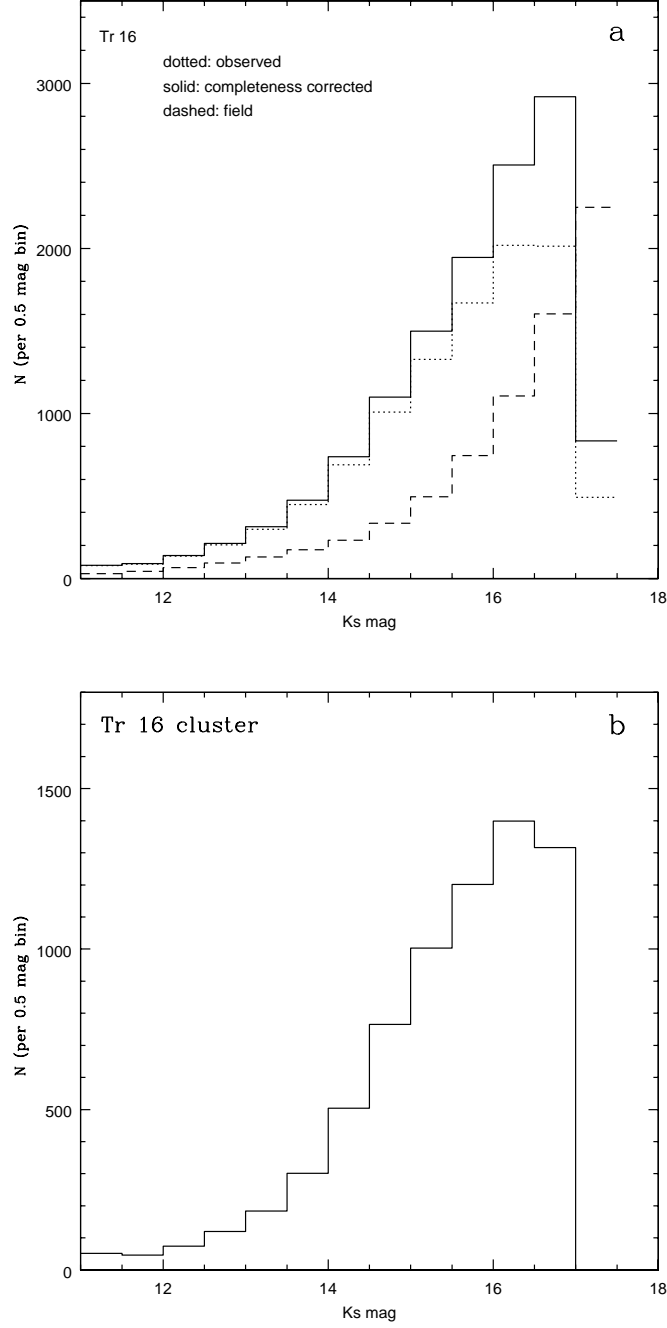 Tr 16
a
dotted: observed
solid: completeness corrected
dashed: field
3000
2000
1000
0
N (per 0.5 mag bin)
12 14 16 18
Ks mag
Tr 16 cluster
b
1500
1000
500
0
N (per 0.5 mag bin)
12 14 16 18
Ks mag